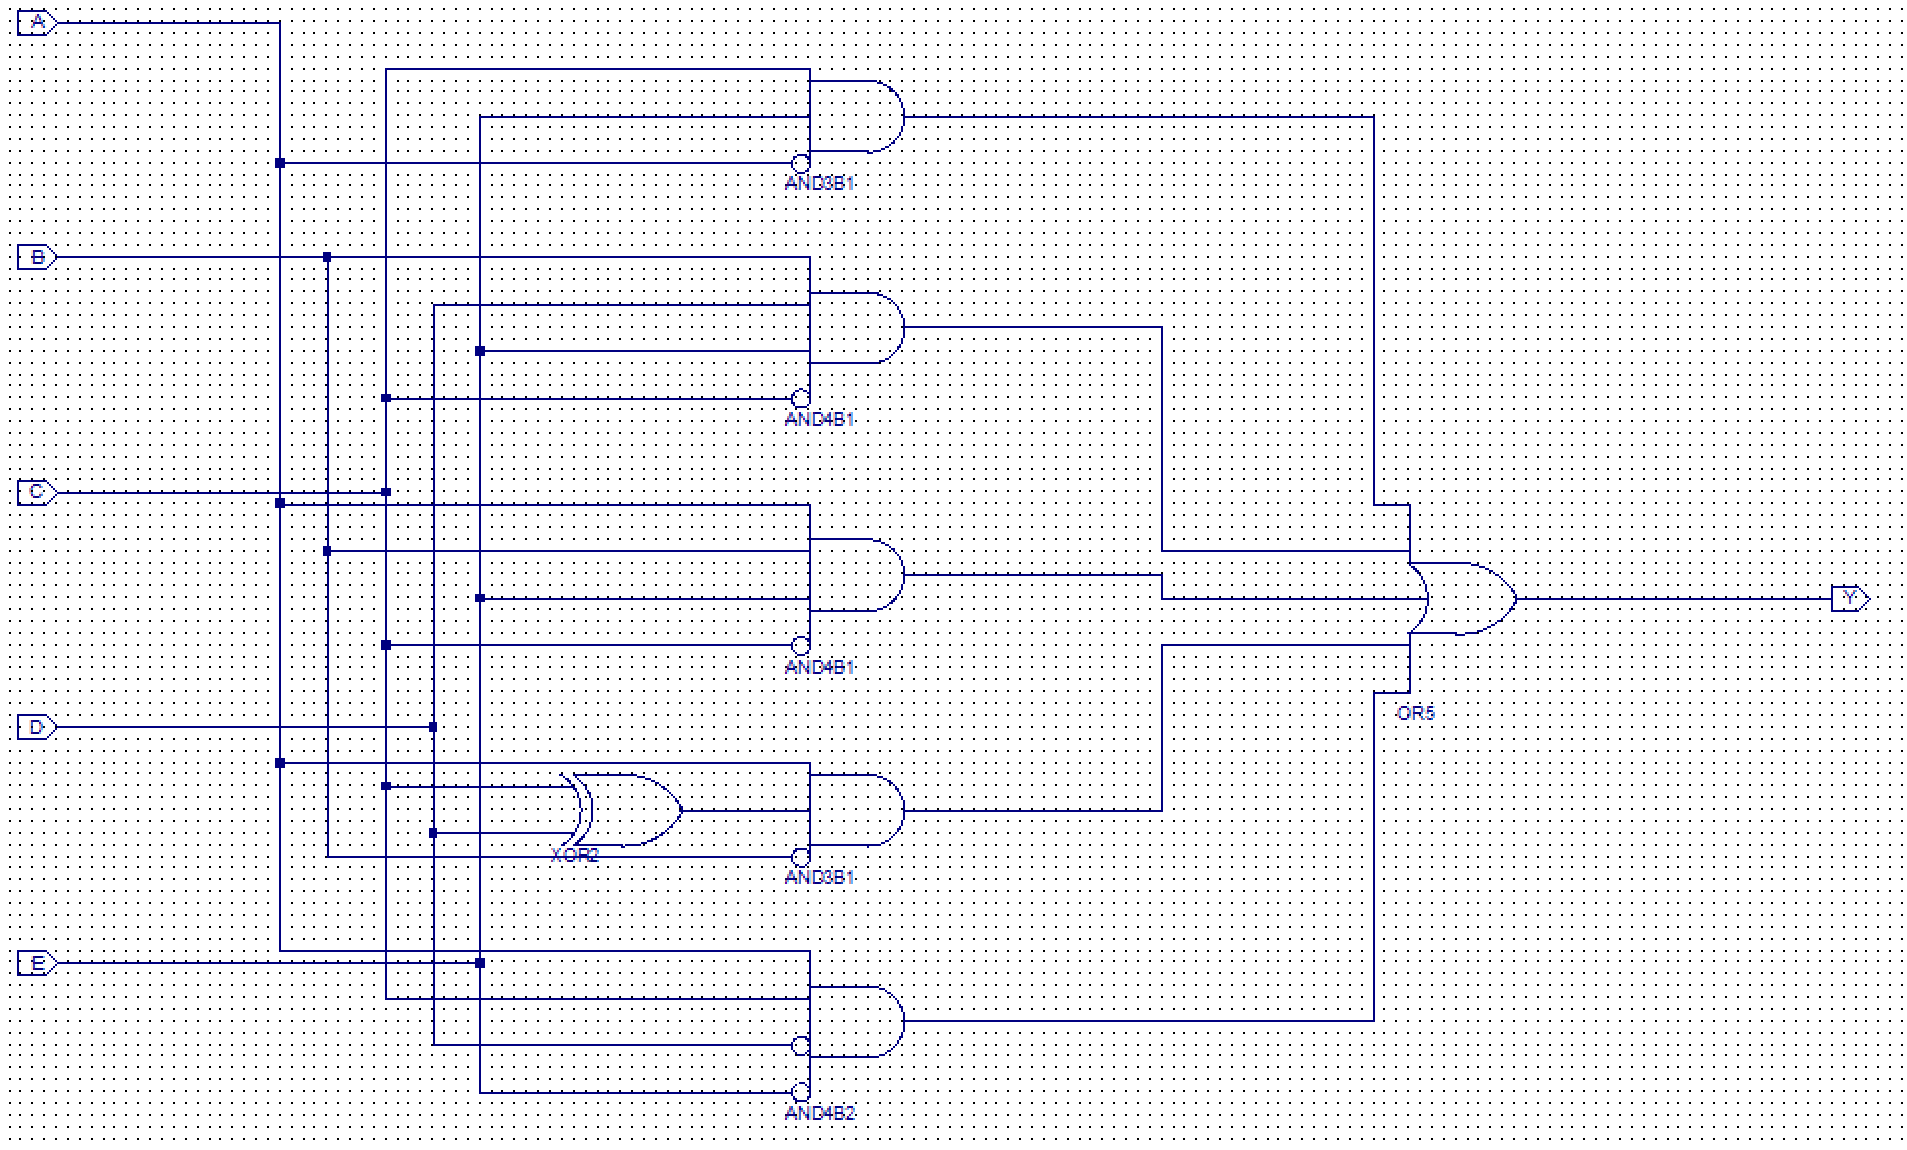 A
AND3B1
B
AND4B1
C
AND4B1
Y
OR5
D
XOR2
AND3B1
E
AND4B2